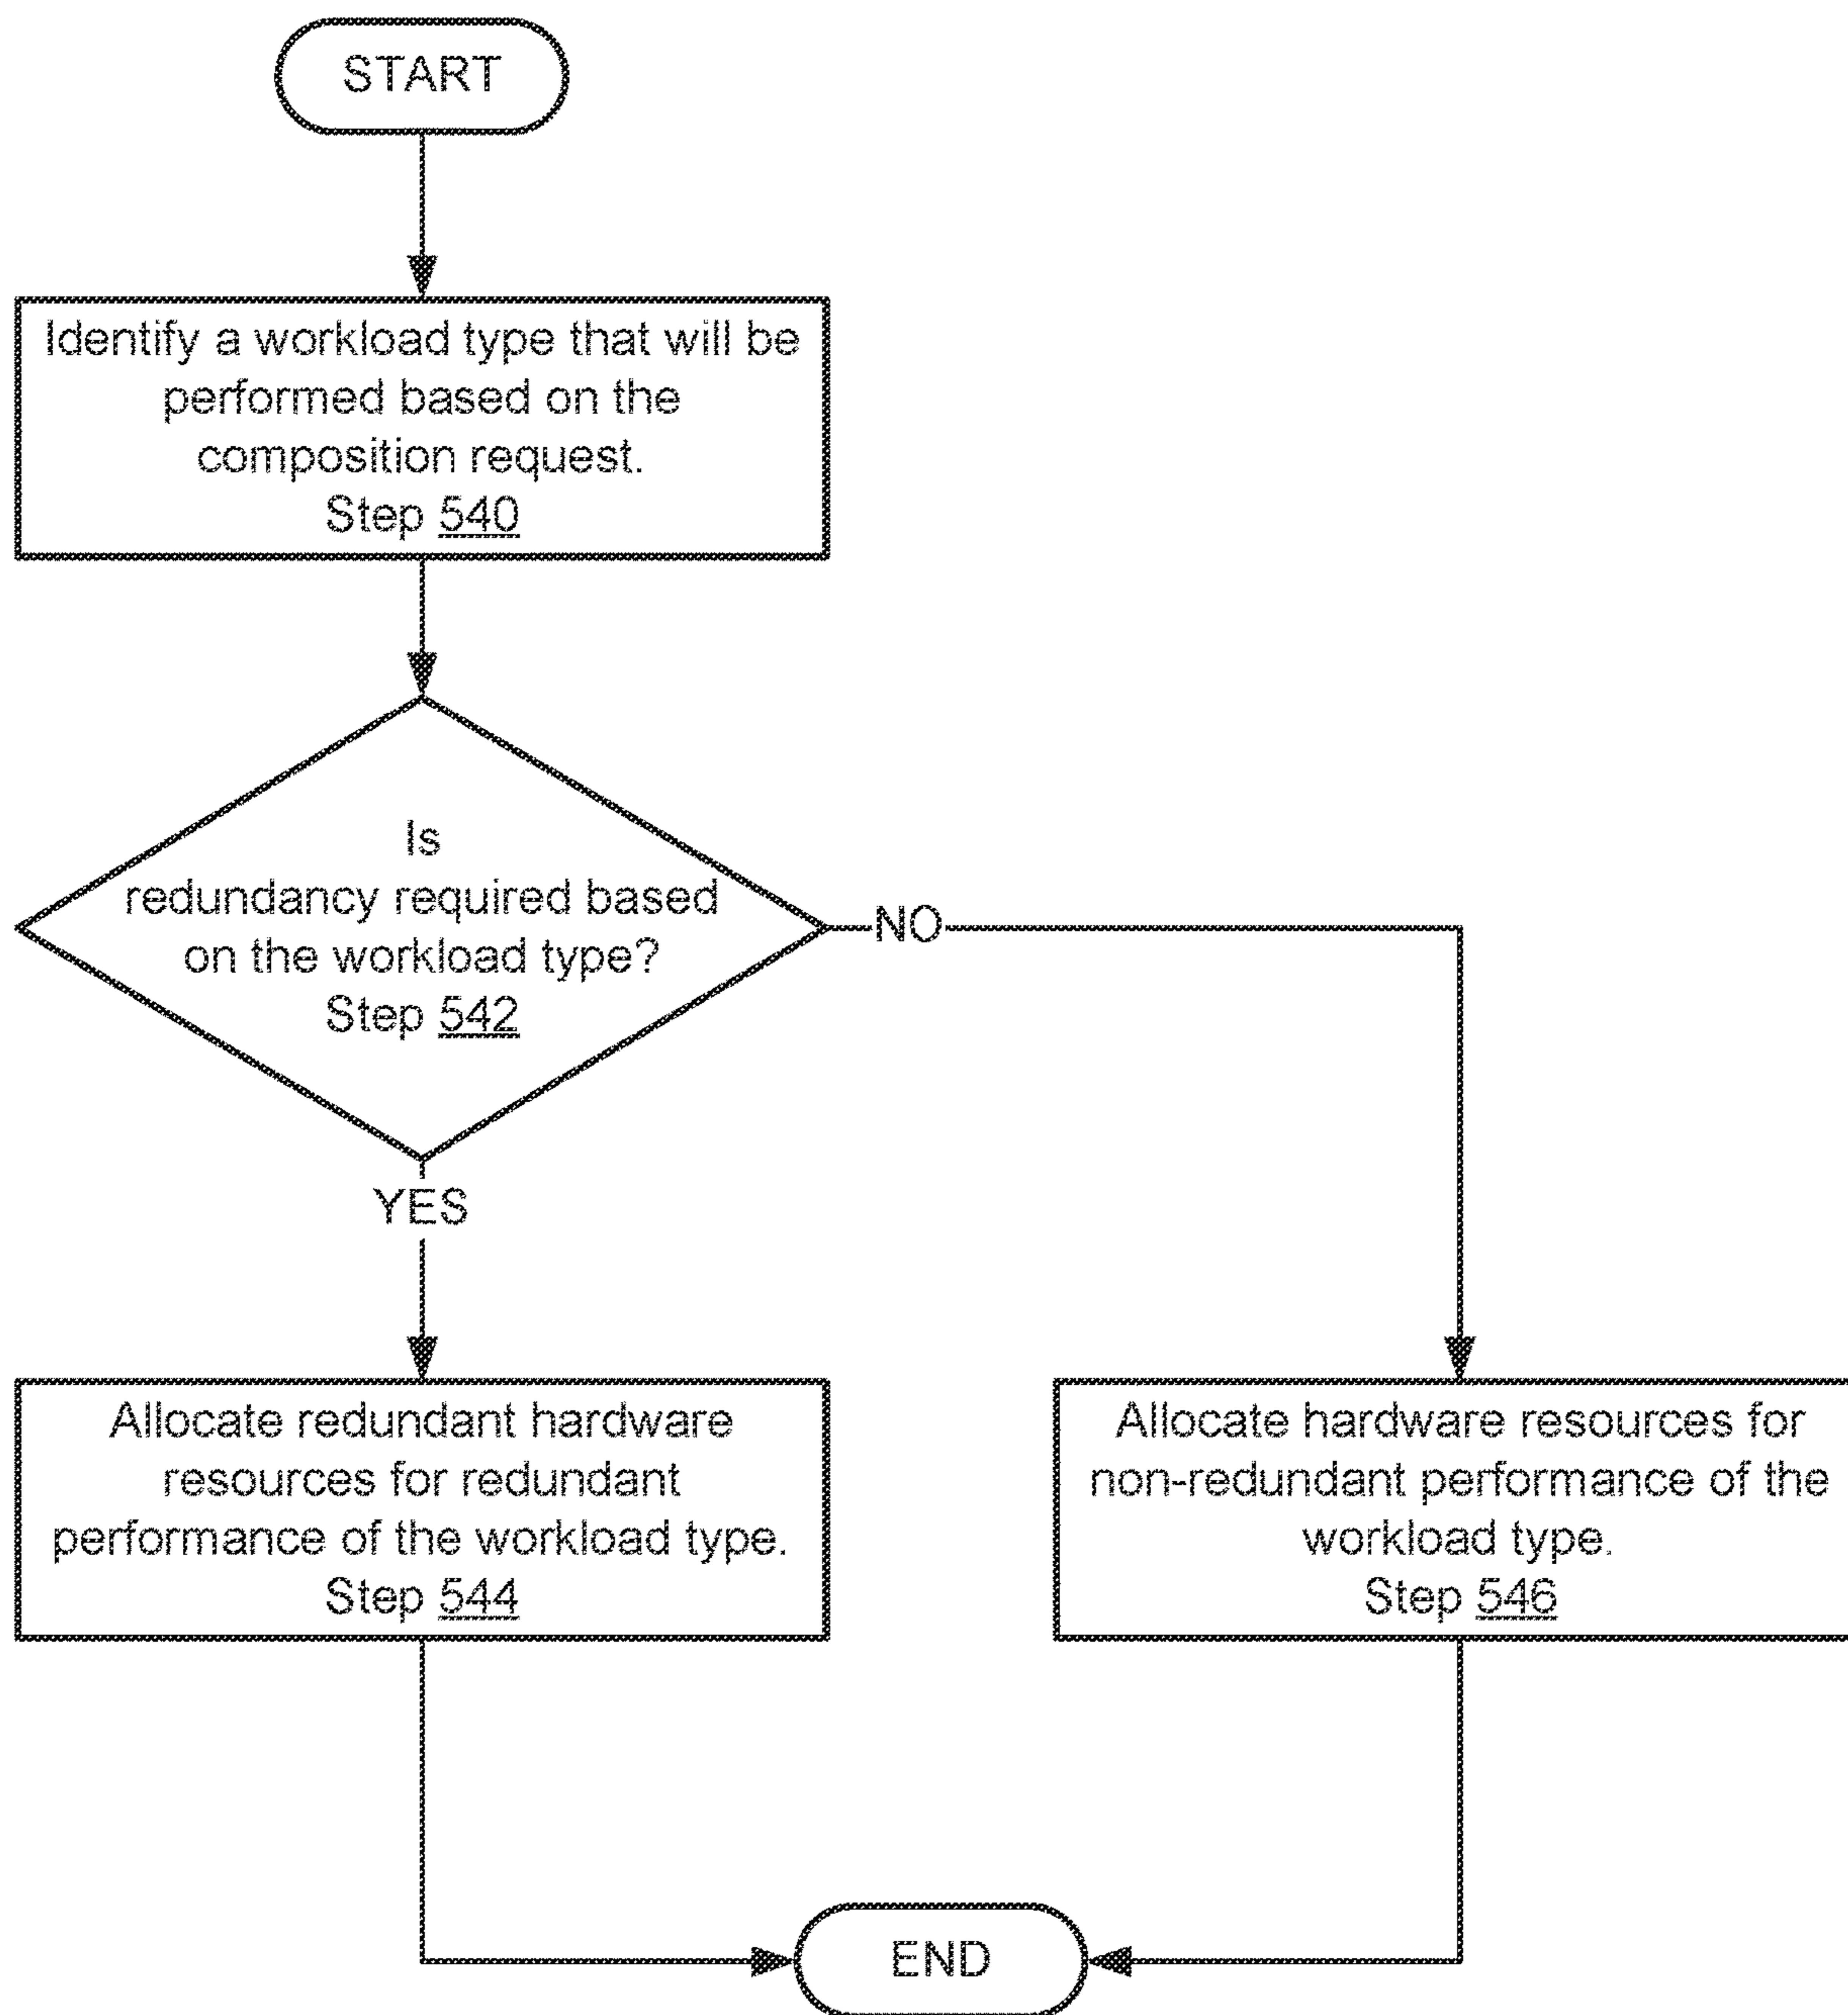 START
Identify a workload type that will be
performed based on the
composition request.
Step 540
Is
redundancy required based
on the workload type?
Step 542
NO
YES
Allocate redundant hardware
resources for redundant
performance of the workload type.
Step 544
Allocate hardware resources for
non-redundant performance of the
workload type.
Step 546
END